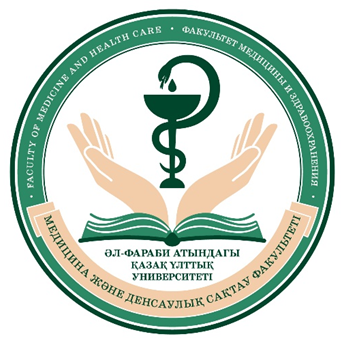 FACULTY OF MEDICINE AND HEALTH CARE • ФАКУЛЬТЕТ МЕДИЦИНЫ И ЗДРАВООХРАНЕНИЯ •
ӘЛ-ФАРАБИ АТЫНДАҒЫ
ҚАЗАҚ ҰЛТТЫҚ
УНИВЕРСИТЕТІ
МЕДИЦИНА ЖӘНЕ ДЕНСАУЛЫҚ САҚТАУ ФАКУЛЬТЕТІ